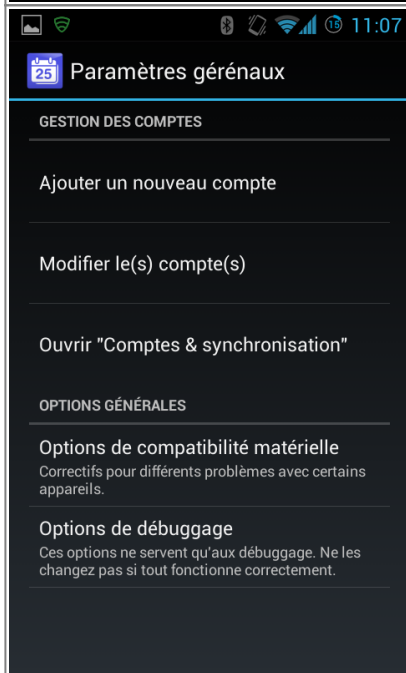 15 11:07
25 Paramètres gérénaux
GESTION DES COMPTES
Ajouter un nouveau compte
Modifier le(s) compte(s)
Ouvrir "Comptes & synchronisation"
OPTIONS GÉNÉRALES
Options de compatibilité matérielle
Correctifs pour différents problèmes avec certains
appareils.
Options de débuggage
Ces options ne servent qu'aux débuggage. Ne les
changez pas si tout fonctionne correctement.